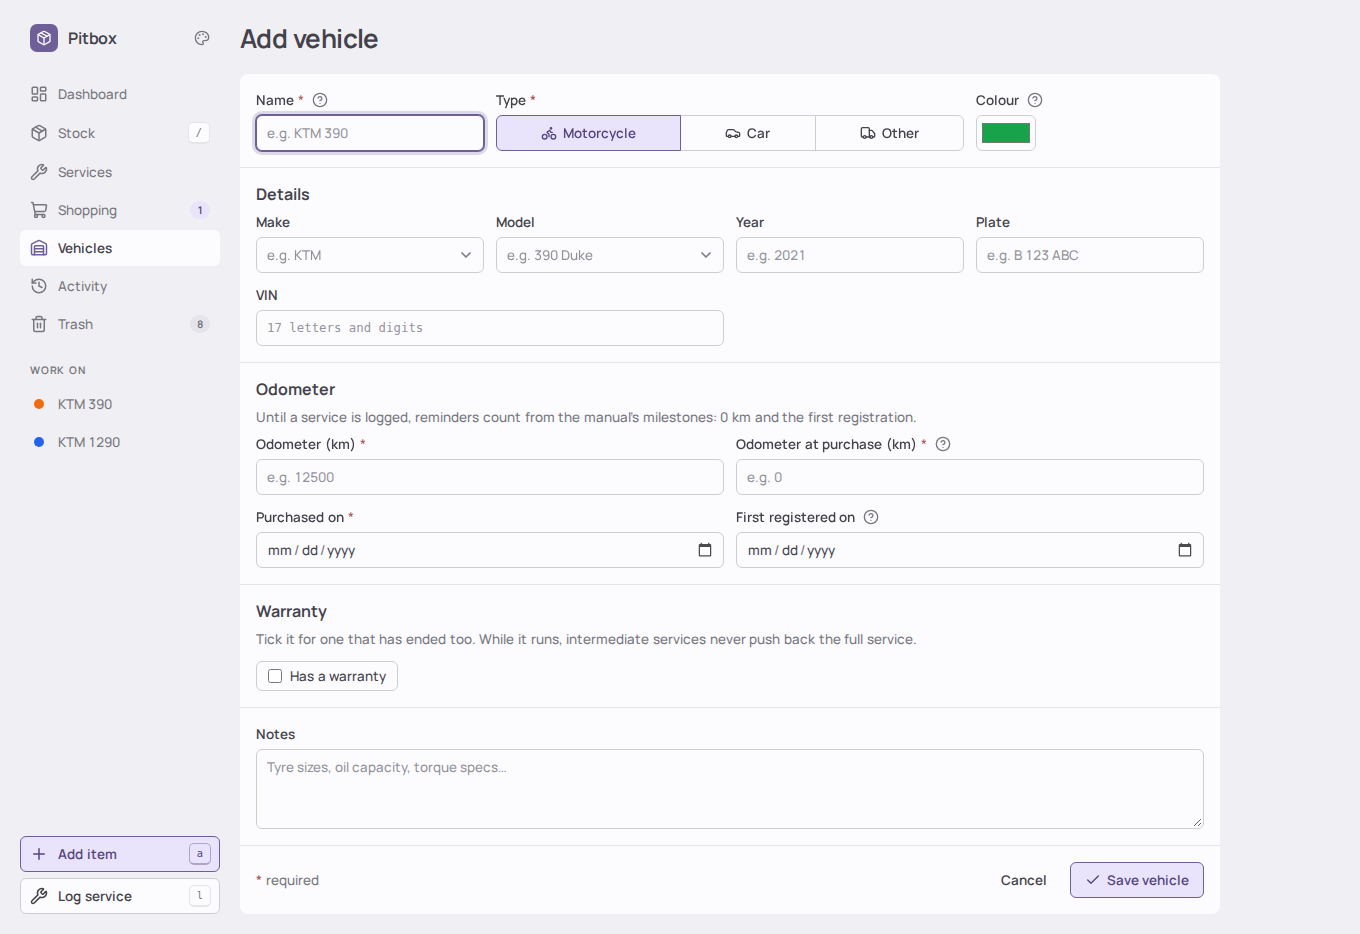 Pitbox
Add vehicle
Dashboard
Stock /
Services
Shopping 1
Vehicles
Activity
Trash 8
WORK ON
KTM 390
KTM 1290
Add item a
Log service l
Name * ? Type * Colour ?
e.g. KTM 390 Motorcycle Car Other
Details
Make Model Year Plate
e.g. KTM e.g. 390 Duke e.g. 2021 e.g. B 123 ABC
VIN
17 letters and digits
Odometer
Until a service is logged, reminders count from the manual's milestones: 0 km and the first registration.
Odometer (km) * Odometer at purchase (km) * ?
e.g. 12500 e.g. 0
Purchased on * First registered on ?
mm/dd/yyyy mm/dd/yyyy
Warranty
Tick it for one that has ended too. While it runs, intermediate services never push back the full service.
Has a warranty
Notes
Tyre sizes, oil capacity, torque specs…
* required Cancel Save vehicle